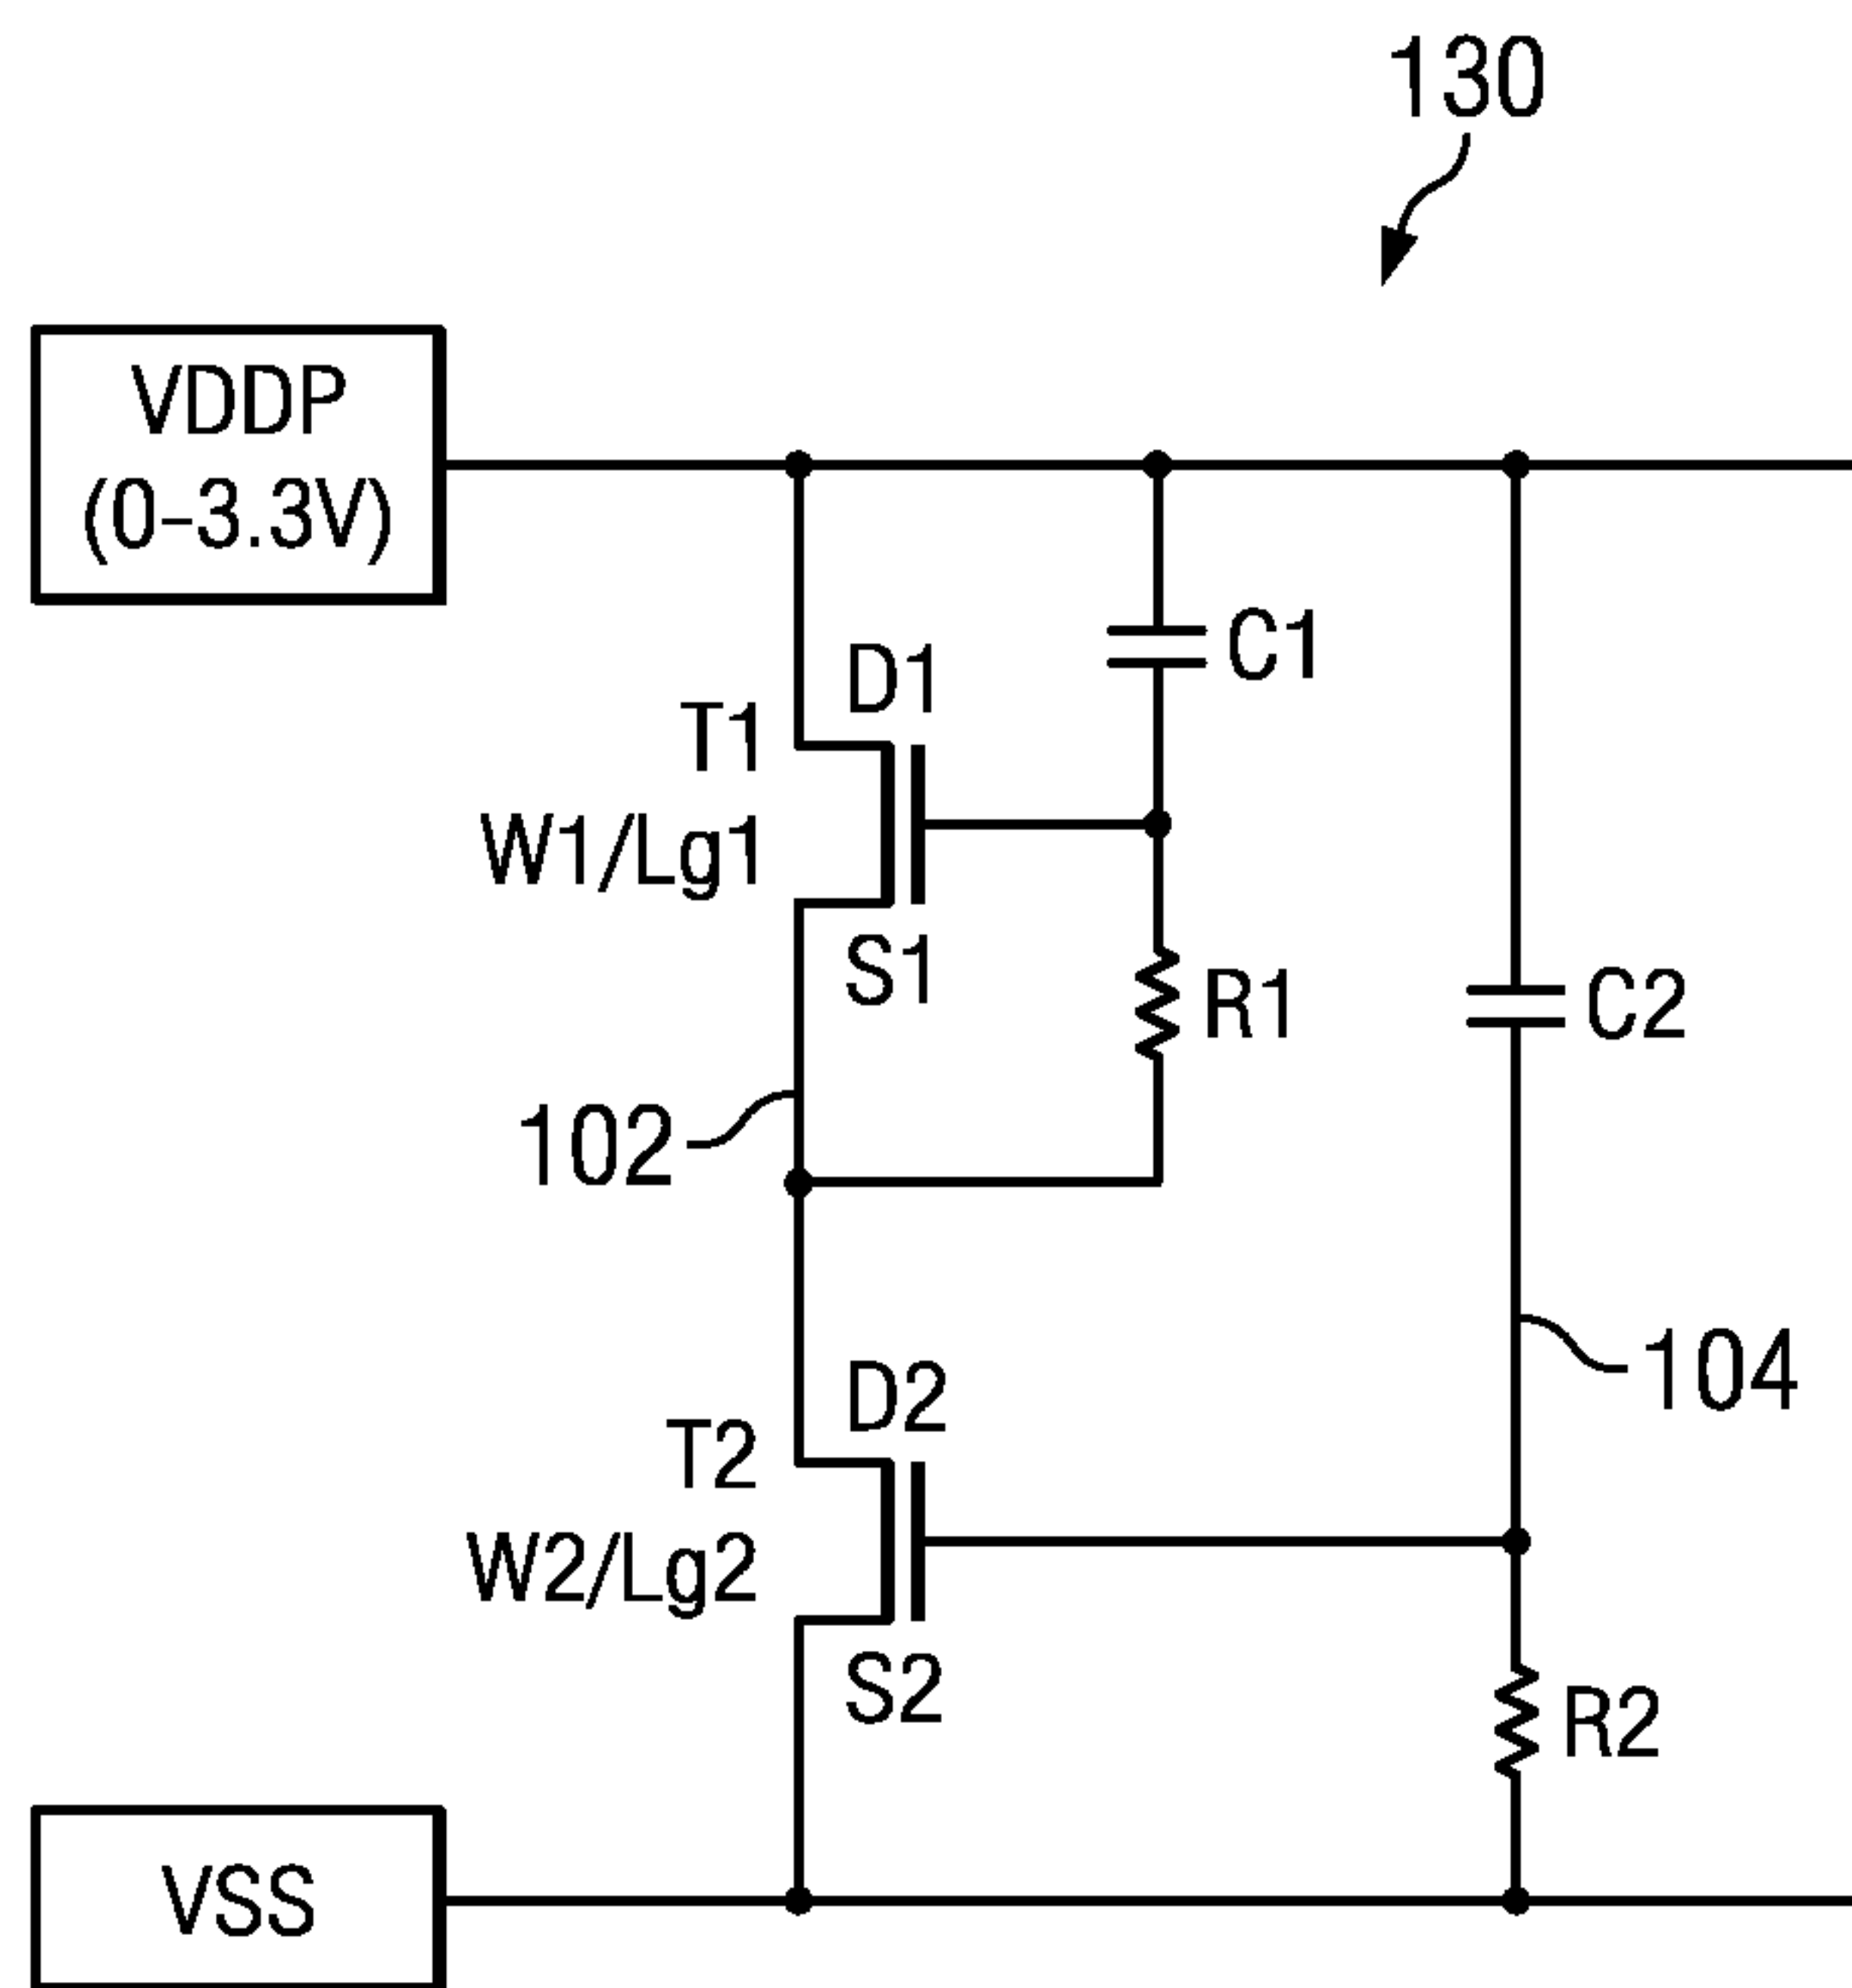 130
VDDP
(0-3.3V)
C1
D1
T1
W1/Lg1
S1
R1
C2
102
104
D2
T2
W2/Lg2
S2
R2
VSS